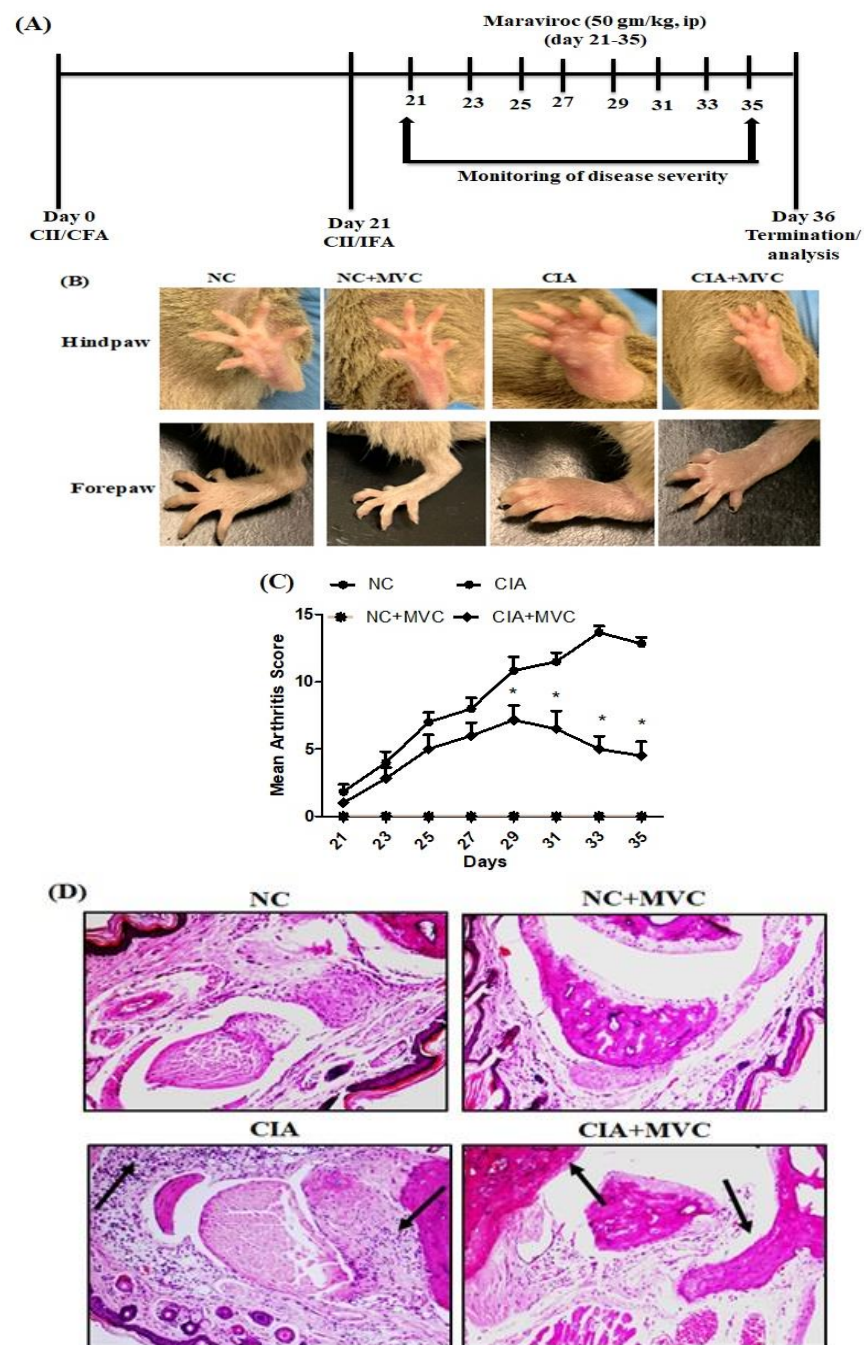 (A)
Maraviroc (50 gm/kg, ip)
(day 21-35)
21 23 25 27 29 31 33 35
Monitoring of disease severity
Day 0
CII/CFA
Day 21
CII/IFA
Day 36
Termination/
analysis
(B)
NC NC+MVC CIA CIA+MVC
Hindpaw
Forepaw
(C)
NC CIA
NC+MVC CIA+MVC
Mean Arthritis Score
15
10
5
0
* * * *
21 23 25 27 29 31 33 35
Days
(D)
NC NC+MVC
CIA CIA+MVC